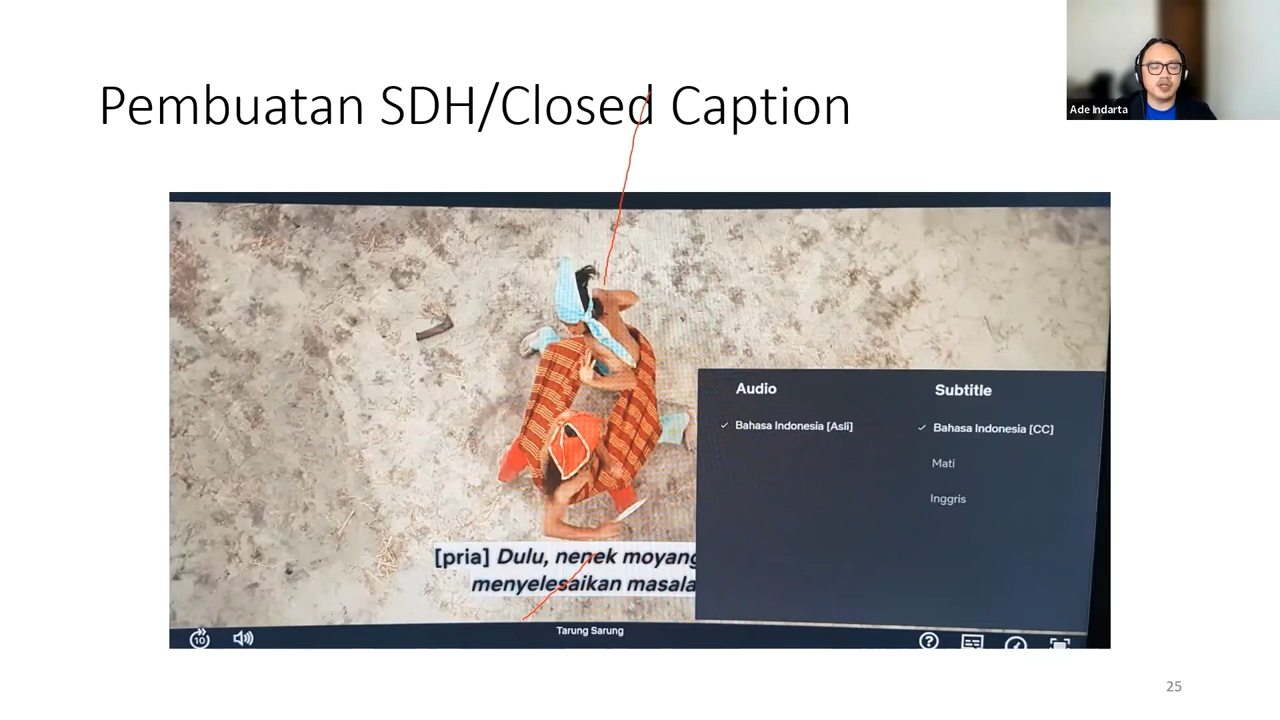 Pembuatan SDH/Closed Caption
Ade Indarta
Audio
Bahasa Indonesia [Asli]
Subtitle
Bahasa Indonesia [CC]
Mati
Inggris
[pria] Dulu, nenek moyang
menyelesaikan masala
10
Tarung Sarung
?
25